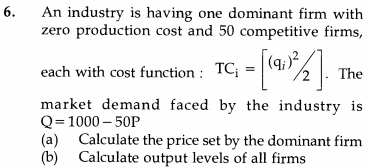 6. An industry is having one dominant firm with
zero production cost and 50 competitive firms,
each with cost function : TCᵢ = [(qᵢ)²/2]. The
market demand faced by the industry is
Q = 1000 – 50P
(a) Calculate the price set by the dominant firm
(b) Calculate output levels of all firms